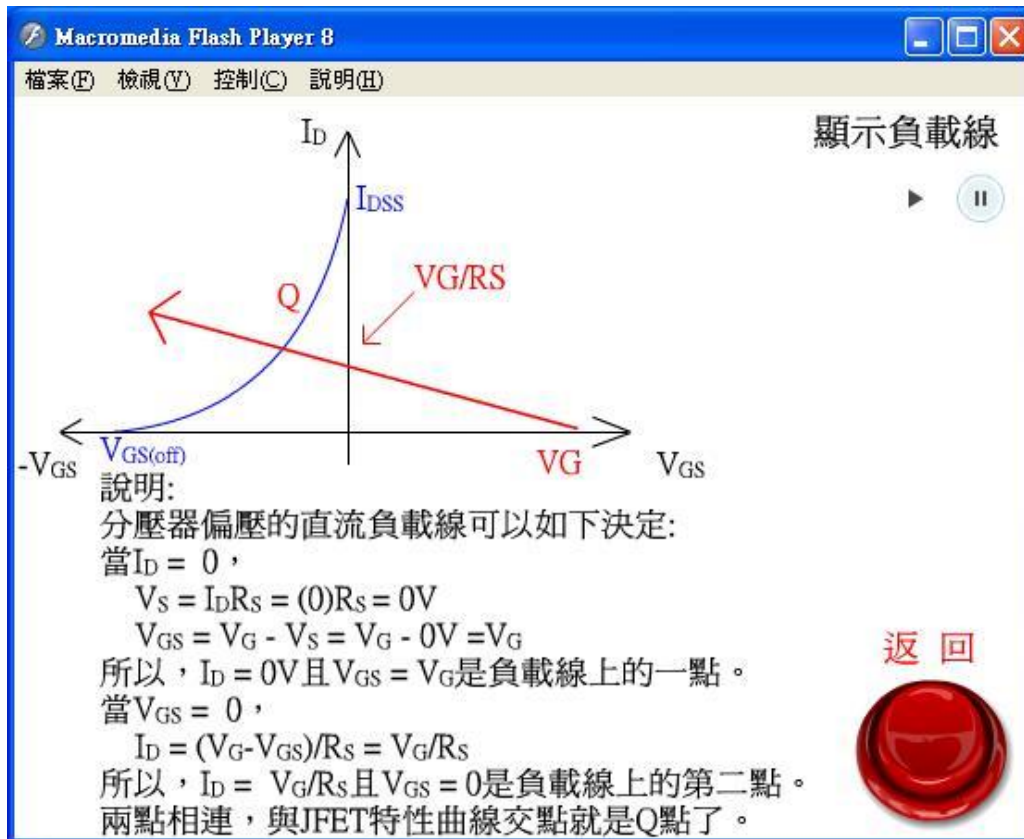 Macromedia Flash Player 8
檔案(F) 檢視(V) 控制(C) 說明(H)
顯示負載線
ID
IDSS
VG/RS
Q
-VGS
VGS(off)
VG
VGS
說明:
分壓器偏壓的直流負載線可以如下決定:
當ID = 0，
VS = IDRS = (0)RS = 0V
VGS = VG - VS = VG - 0V =VG
所以，ID = 0V且VGS = VG是負載線上的一點。
當VGS = 0，
ID = (VG-VGS)/RS = VG/RS
所以，ID = VG/RS且VGS = 0是負載線上的第二點。
兩點相連，與JFET特性曲線交點就是Q點了。
返 回